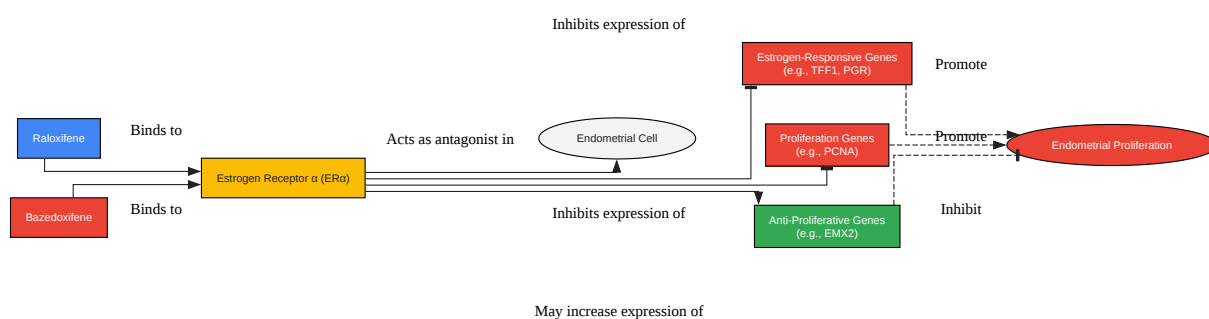 Inhibits expression of
Estrogen-Responsive Genes
(e.g., TFF1, PGR)
Promote
Raloxifene
Binds to
Acts as antagonist in
Endometrial Cell
Proliferation Genes
(e.g., PCNA)
Promote
Endometrial Proliferation
Estrogen Receptor α (ERα)
Bazedoxifene
Binds to
Inhibits expression of
Anti-Proliferative Genes
(e.g., EMX2)
Inhibit
May increase expression of